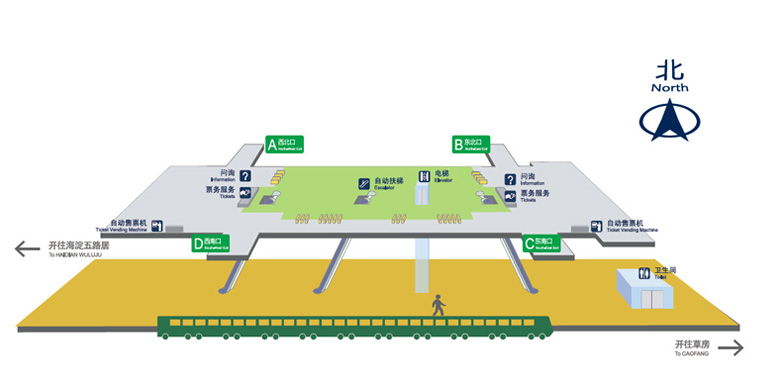 北
North
A 西北口
Northwest Exit
B 东北口
Northeast Exit
问询
Information
票务服务
Tickets
自动扶梯
Escalator
电梯
Elevator
问询
Information
票务服务
Tickets
自动售票机
Ticket Vending Machine
自动售票机
Ticket Vending Machine
D 西南口
Southwest Exit
C 东南口
Southeast Exit
开往海淀五路居
To HAIDIAN WULUJU
卫生间
Toilet
开往草房
To CAOFANG